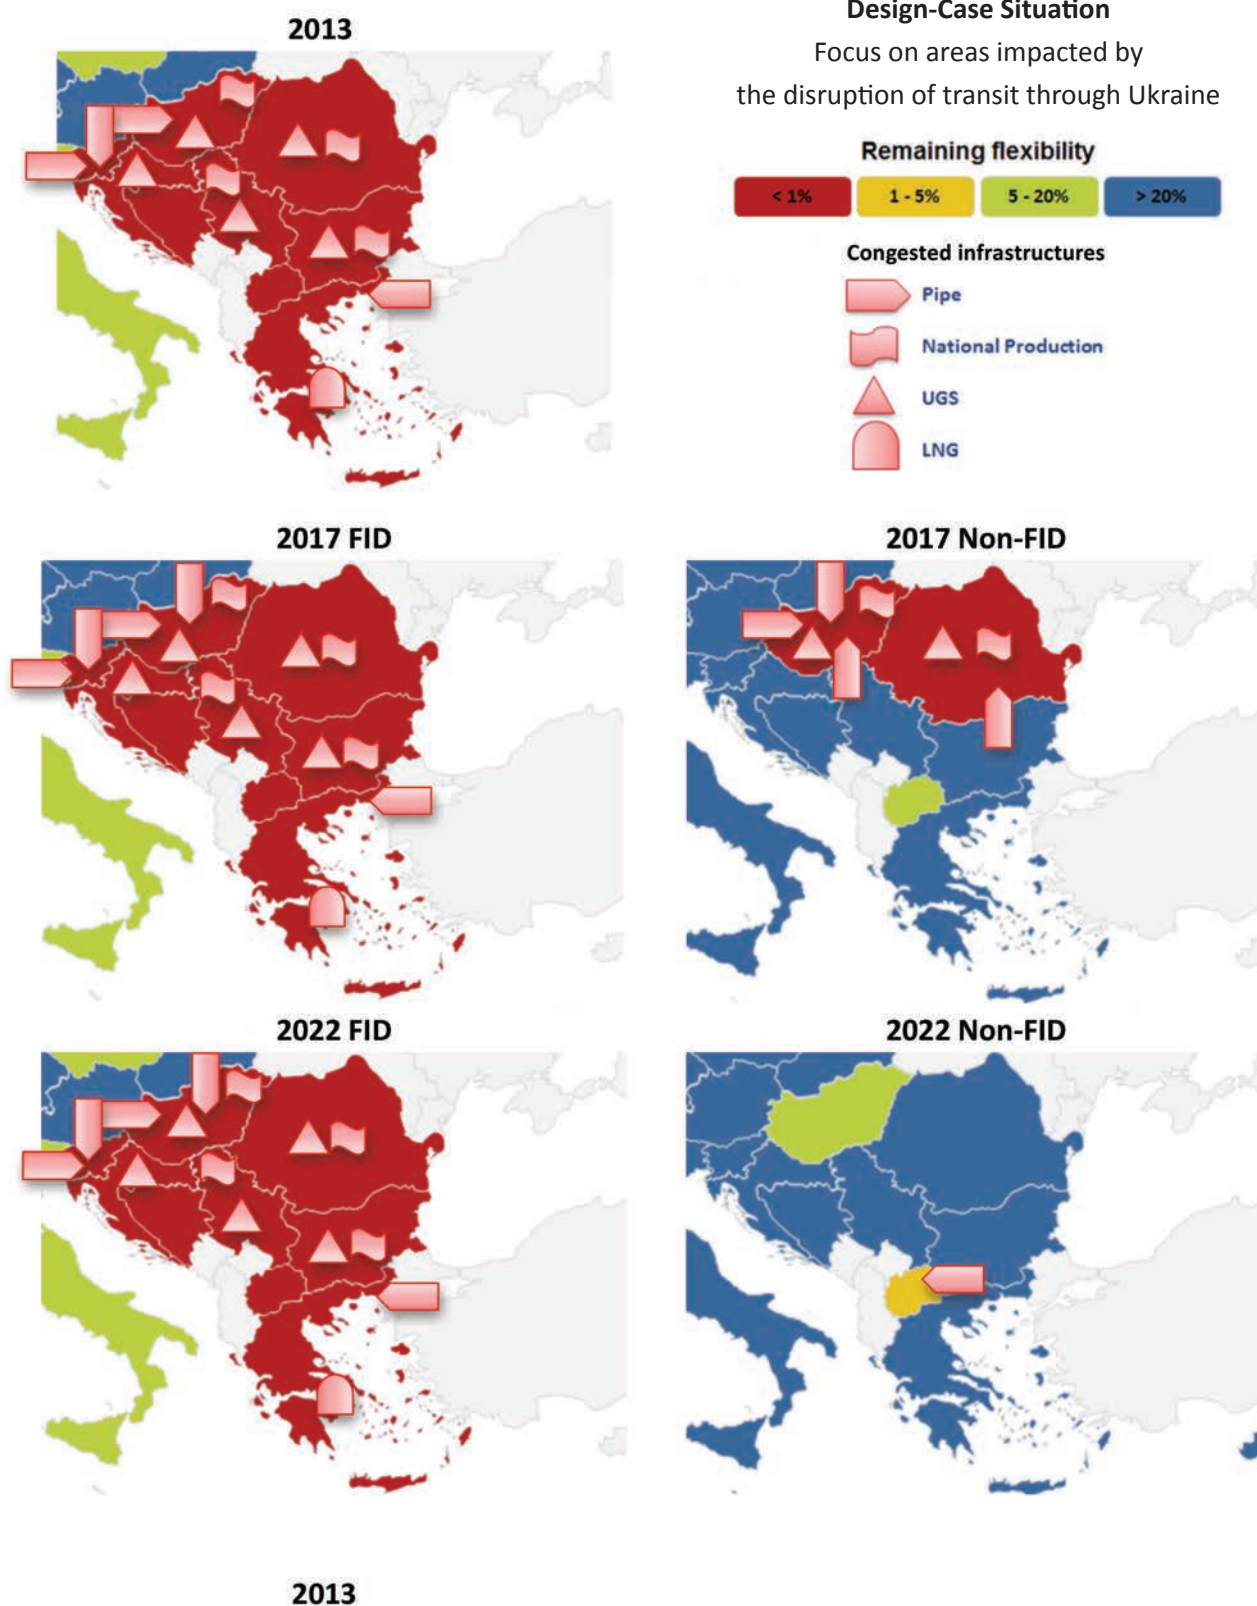 2013
Design-Case Situation
Focus on areas impacted by
the disruption of transit through Ukraine
Remaining flexibility
< 1%
1 - 5%
5 - 20%
> 20%
Congested infrastructures
Pipe
National Production
UGS
LNG
2017 FID
2017 Non-FID
2022 FID
2022 Non-FID
2013